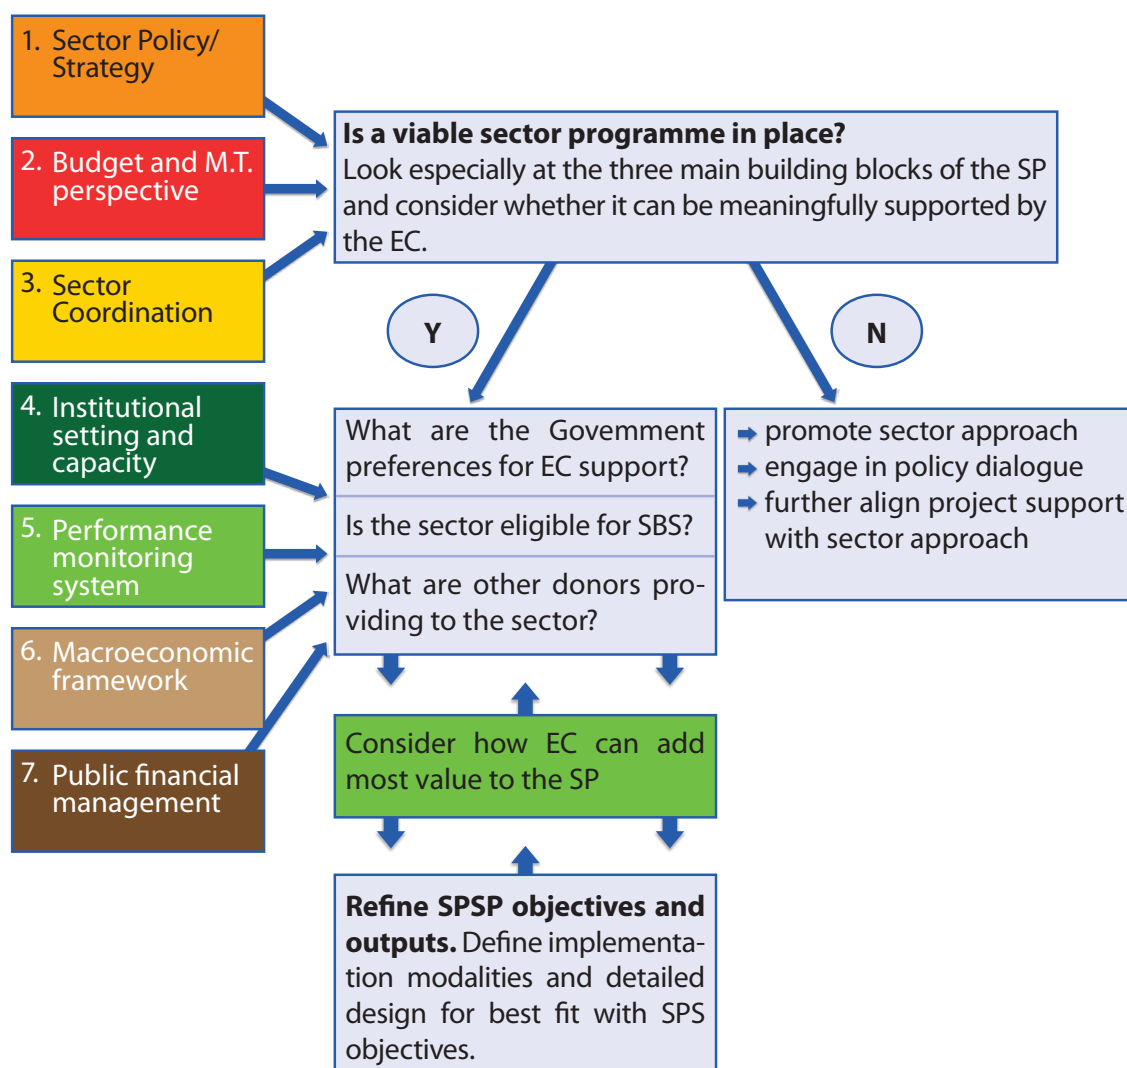 1. Sector Policy/
Strategy
2. Budget and M.T.
perspective
3. Sector
Coordination
4. Institutional
setting and
capacity
5. Performance
monitoring
system
6. Macroeconomic
framework
7. Public financial
management
Is a viable sector programme in place?
Look especially at the three main building blocks of the SP
and consider whether it can be meaningfully supported by
the EC.
Y
N
What are the Govemment
preferences for EC support?
Is the sector eligible for SBS?
What are other donors pro-
viding to the sector?
promote sector approach
engage in policy dialogue
further align project support
with sector approach
Consider how EC can add
most value to the SP
Refine SPSP objectives and
outputs. Define implementa-
tion modalities and detailed
design for best fit with SPS
objectives.